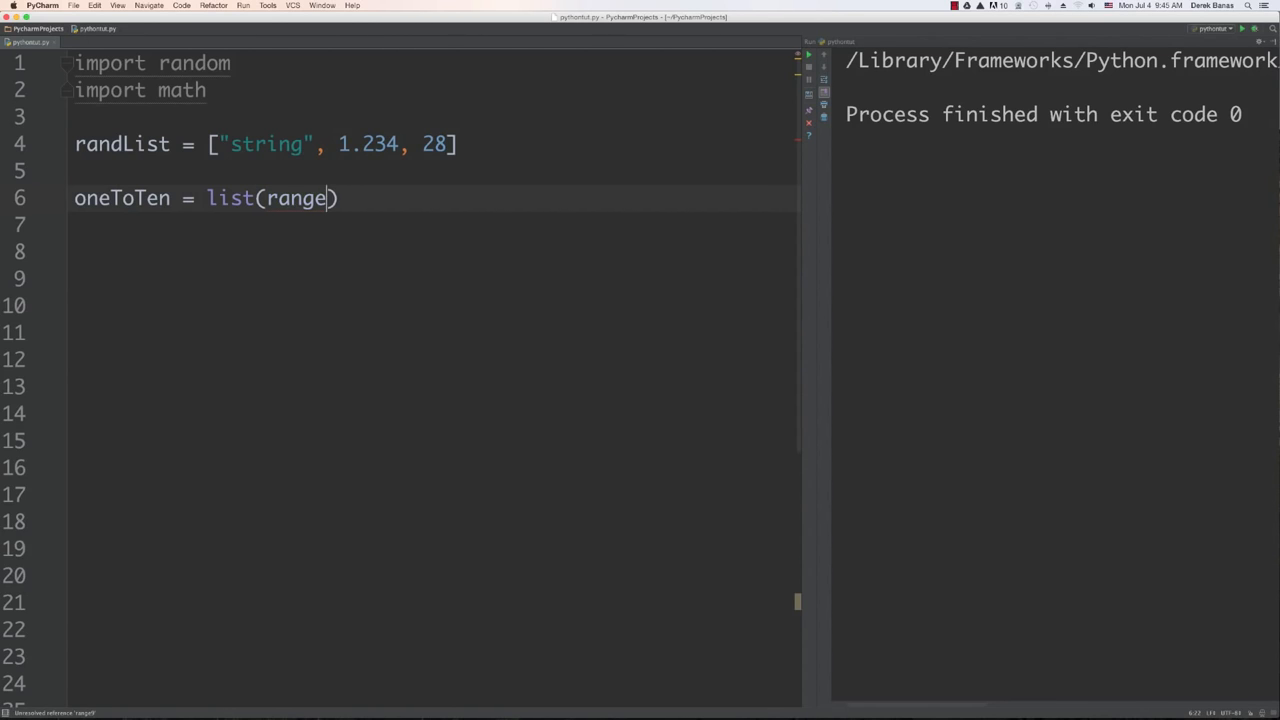 PyCharm File Edit View Navigate Code Refactor Run Tools VCS Window Help
10 Mon Jul 4 9:45 AM Derek Banas
pythontut.py - PycharmProjects - [~/PycharmProjects]
PycharmProjects pythontut.py pythontut
pythontut.py Run pythontut
1 import random
2 import math
3
4 randList = ["string", 1.234, 28]
5
6 oneToTen = list(range)
7
8
9
10
11
12
13
14
15
16
17
18
19
20
21
22
23
24
/Library/Frameworks/Python.framework
Process finished with exit code 0
Unresolved reference 'range9' 6:22 LF÷ UTF-8÷